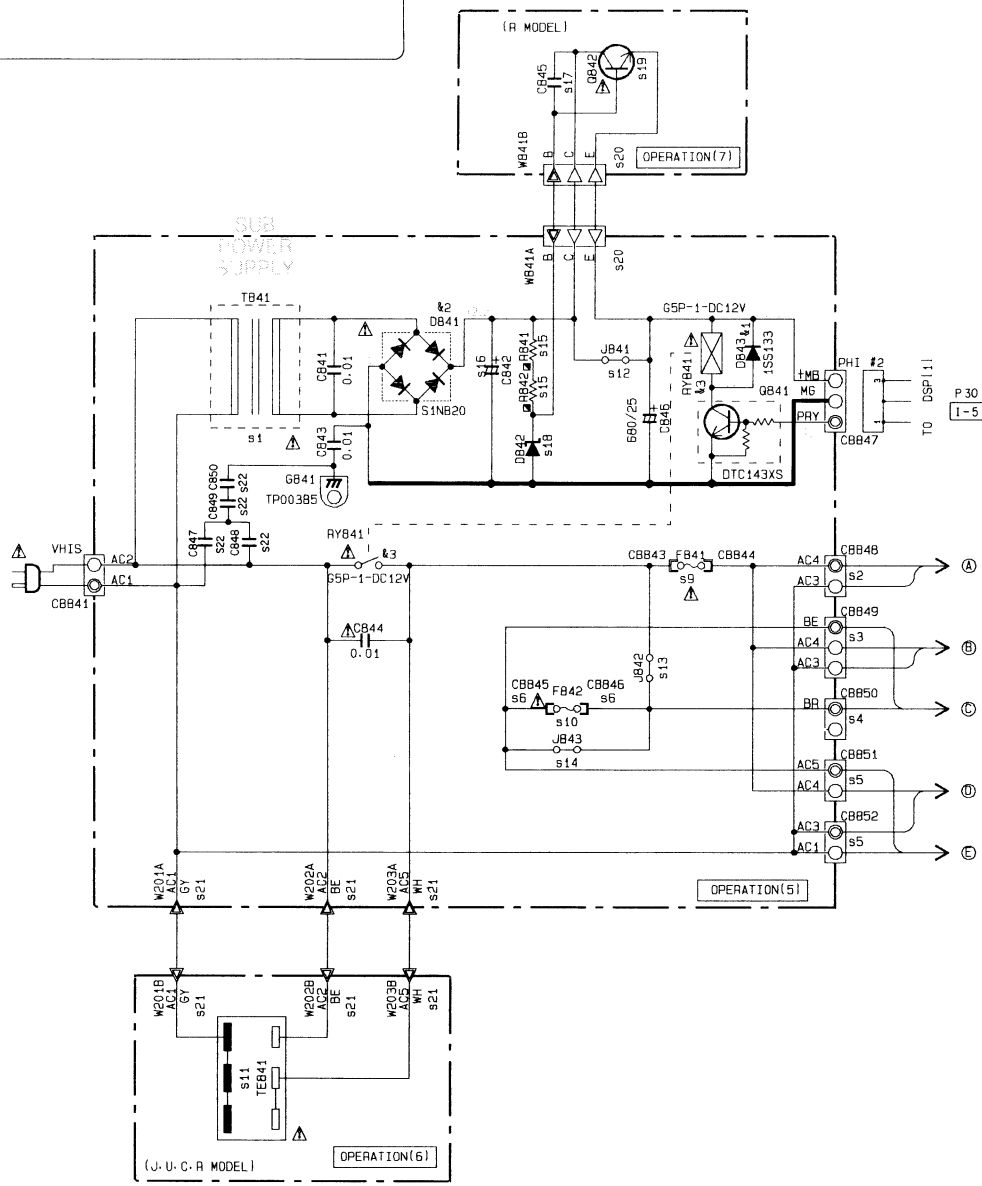 (R MODEL)
C845
s17
Q842
s19
W841B
B
C
E
s20
OPERATION(7)
SUB
POWER
SUPPLY
W841A
B
C
E
s20
T841
s1
C841
0.01
&2
D841
S1NB20
s16
C842
R841
s15
R842
s15
D842
s18
J841
s12
680/25
C846
G5P-1-DC12V
RY841
&3
D843
&1
1SS133
Q841
DTC143XS
PHI
#2
+MB
MG
PRY
CB847
3
1
TO DSP[1]
P30
I-5
C843
0.01
G841
TP00385
C850
s22
C849
s22
C847
s22
C848
s22
VHIS
AC2
AC1
CB841
RY841
&3
G5P-1-DC12V
C844
0.01
CB843
F841
CB844
s9
AC4
CB848
AC3
s2
A
BE
CB849
AC4
s3
AC3
B
J842
s13
CB845
s6
F842
CB846
s6
s10
J843
s14
BR
CB850
s4
C
AC5
CB851
AC4
s5
D
AC3
CB852
AC1
s5
E
OPERATION(5)
W201A
AC1
GY
s21
W202A
AC2
BE
s21
W203A
AC5
WH
s21
W201B
AC1
GY
s21
W202B
AC2
BE
s21
W203B
AC5
WH
s21
s11
TE841
(J.U.C.R MODEL)
OPERATION(6)